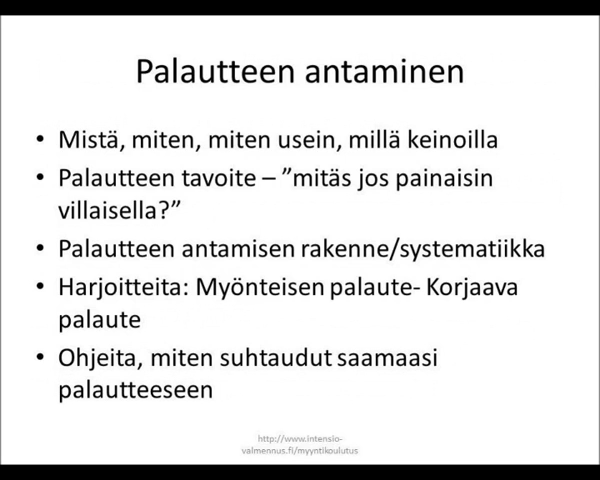 Palautteen antaminen
• Mistä, miten, miten usein, millä keinoilla
• Palautteen tavoite – ”mitäs jos painaisin
villaisella?”
• Palautteen antamisen rakenne/systematiikka
• Harjoitteita: Myönteisen palaute- Korjaava
palaute
• Ohjeita, miten suhtaudut saamaasi
palautteeseen
http://www.intensio-
valmennus.fi/myyntikoulutus